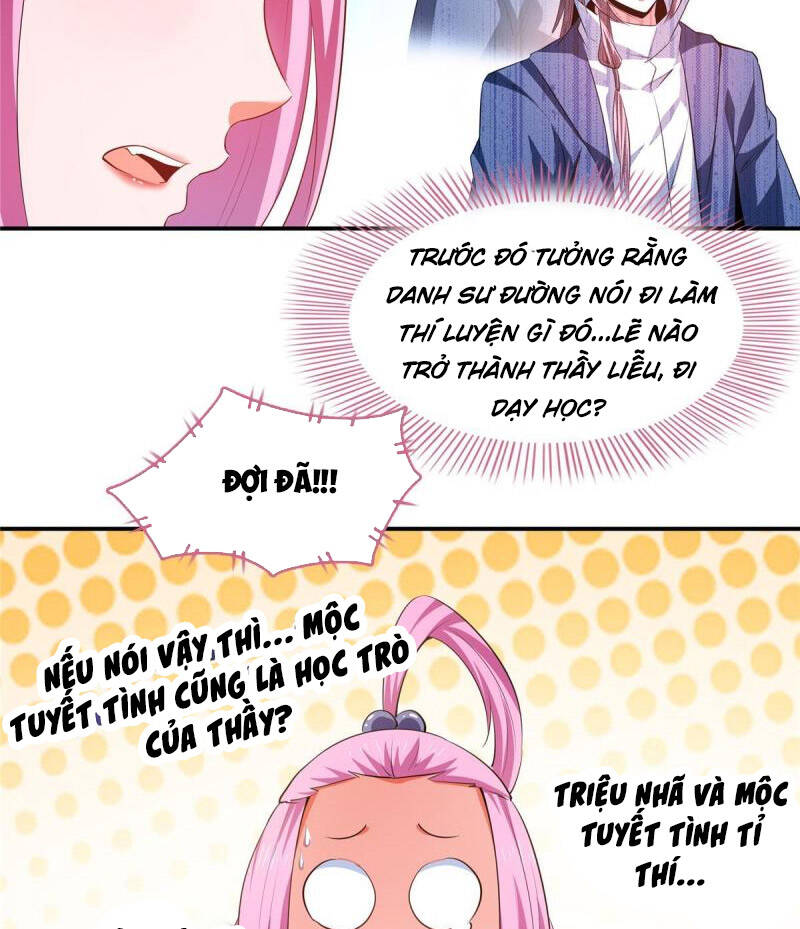 TRƯỚC ĐÓ TƯỞNG RẰNG
DANH SƯ ĐƯỜNG NÓI ĐI LÀM
THÍ LUYỆN GÌ ĐÓ...LẼ NÀO
TRỞ THÀNH THẦY LIỄU, ĐI
DẠY HỌC?
ĐỢI ĐÃ!!!
NẾU NÓI VẬY THÌ... MỘC
TUYẾT TÌNH CŨNG LÀ HỌC TRÒ
CỦA THẦY?
TRIỆU NHÃ VÀ MỘC
TUYẾT TÌNH TỈ
THÍ...